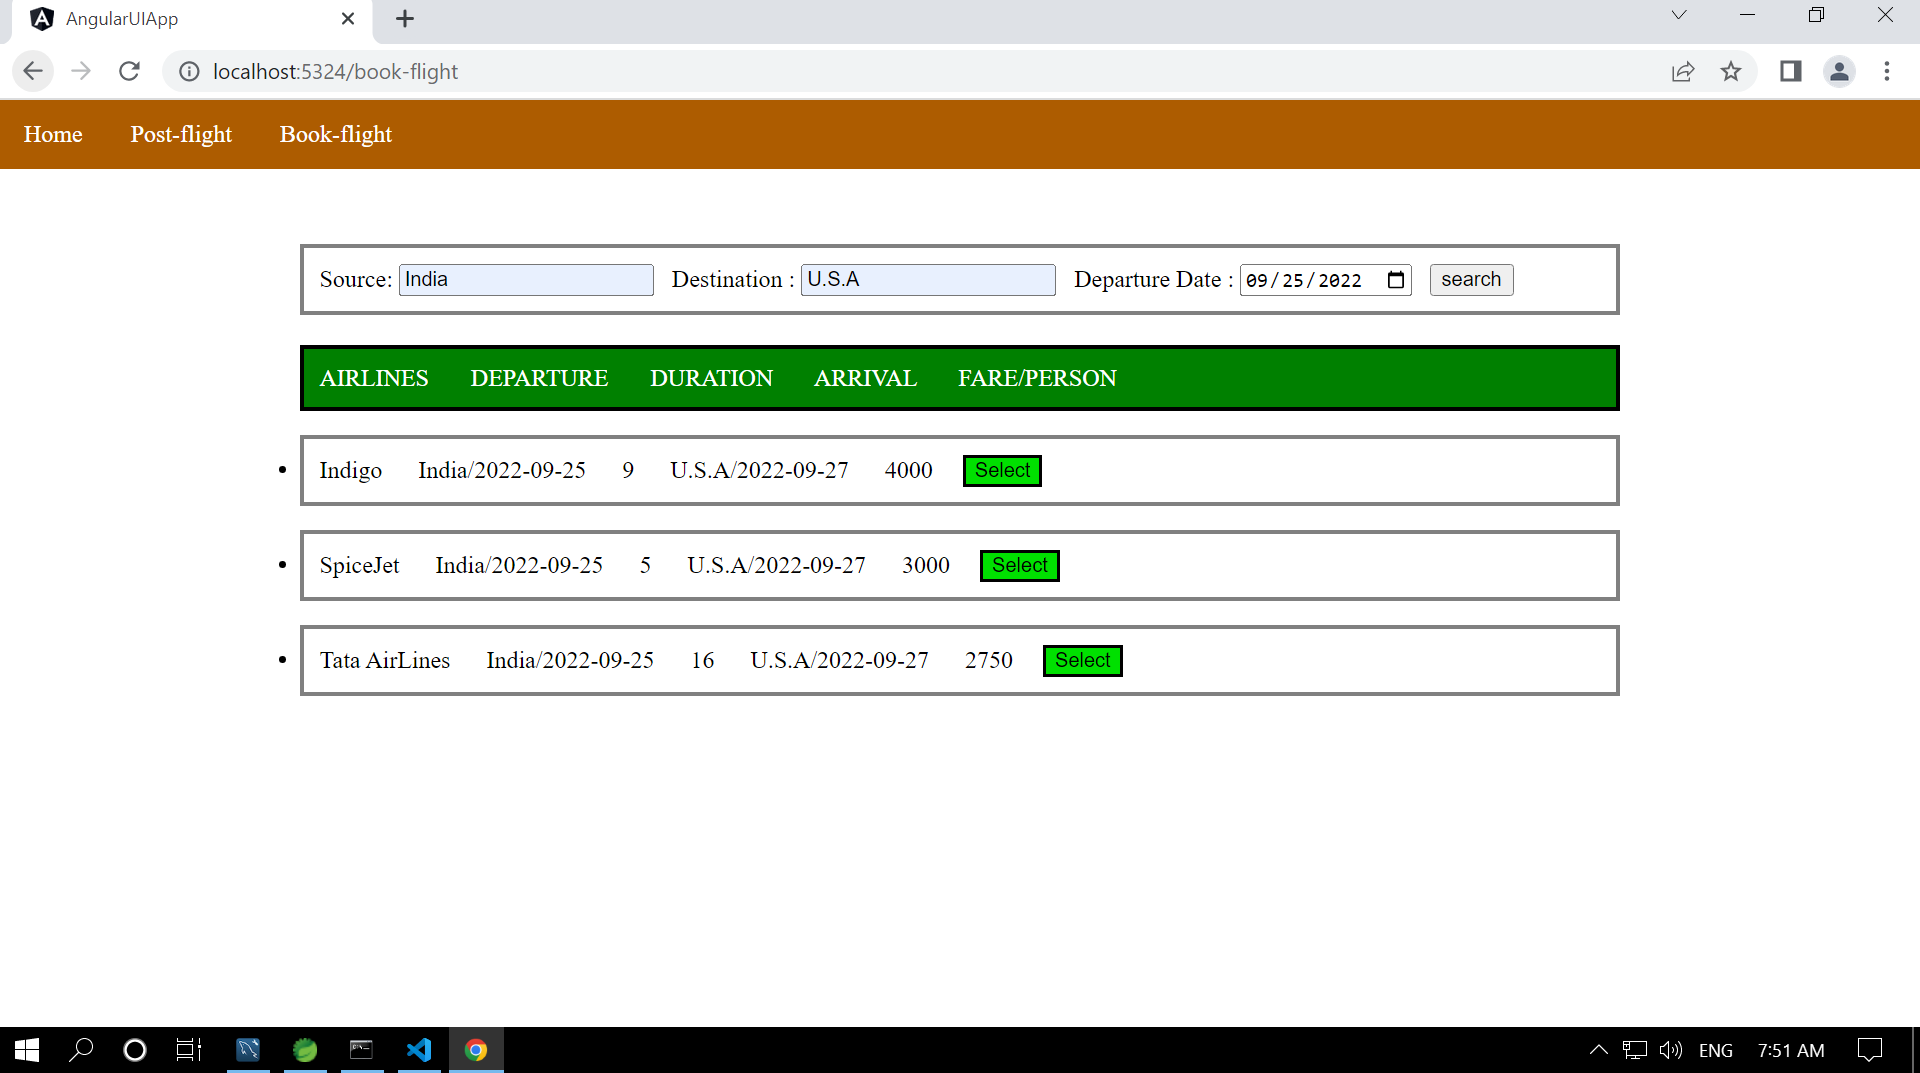 AngularUIApp
localhost:5324/book-flight
Home Post-flight Book-flight
Source: India Destination : U.S.A Departure Date : 09/25/2022 search
AIRLINES DEPARTURE DURATION ARRIVAL FARE/PERSON
Indigo India/2022-09-25 9 U.S.A/2022-09-27 4000 Select
SpiceJet India/2022-09-25 5 U.S.A/2022-09-27 3000 Select
Tata AirLines India/2022-09-25 16 U.S.A/2022-09-27 2750 Select
ENG 7:51 AM